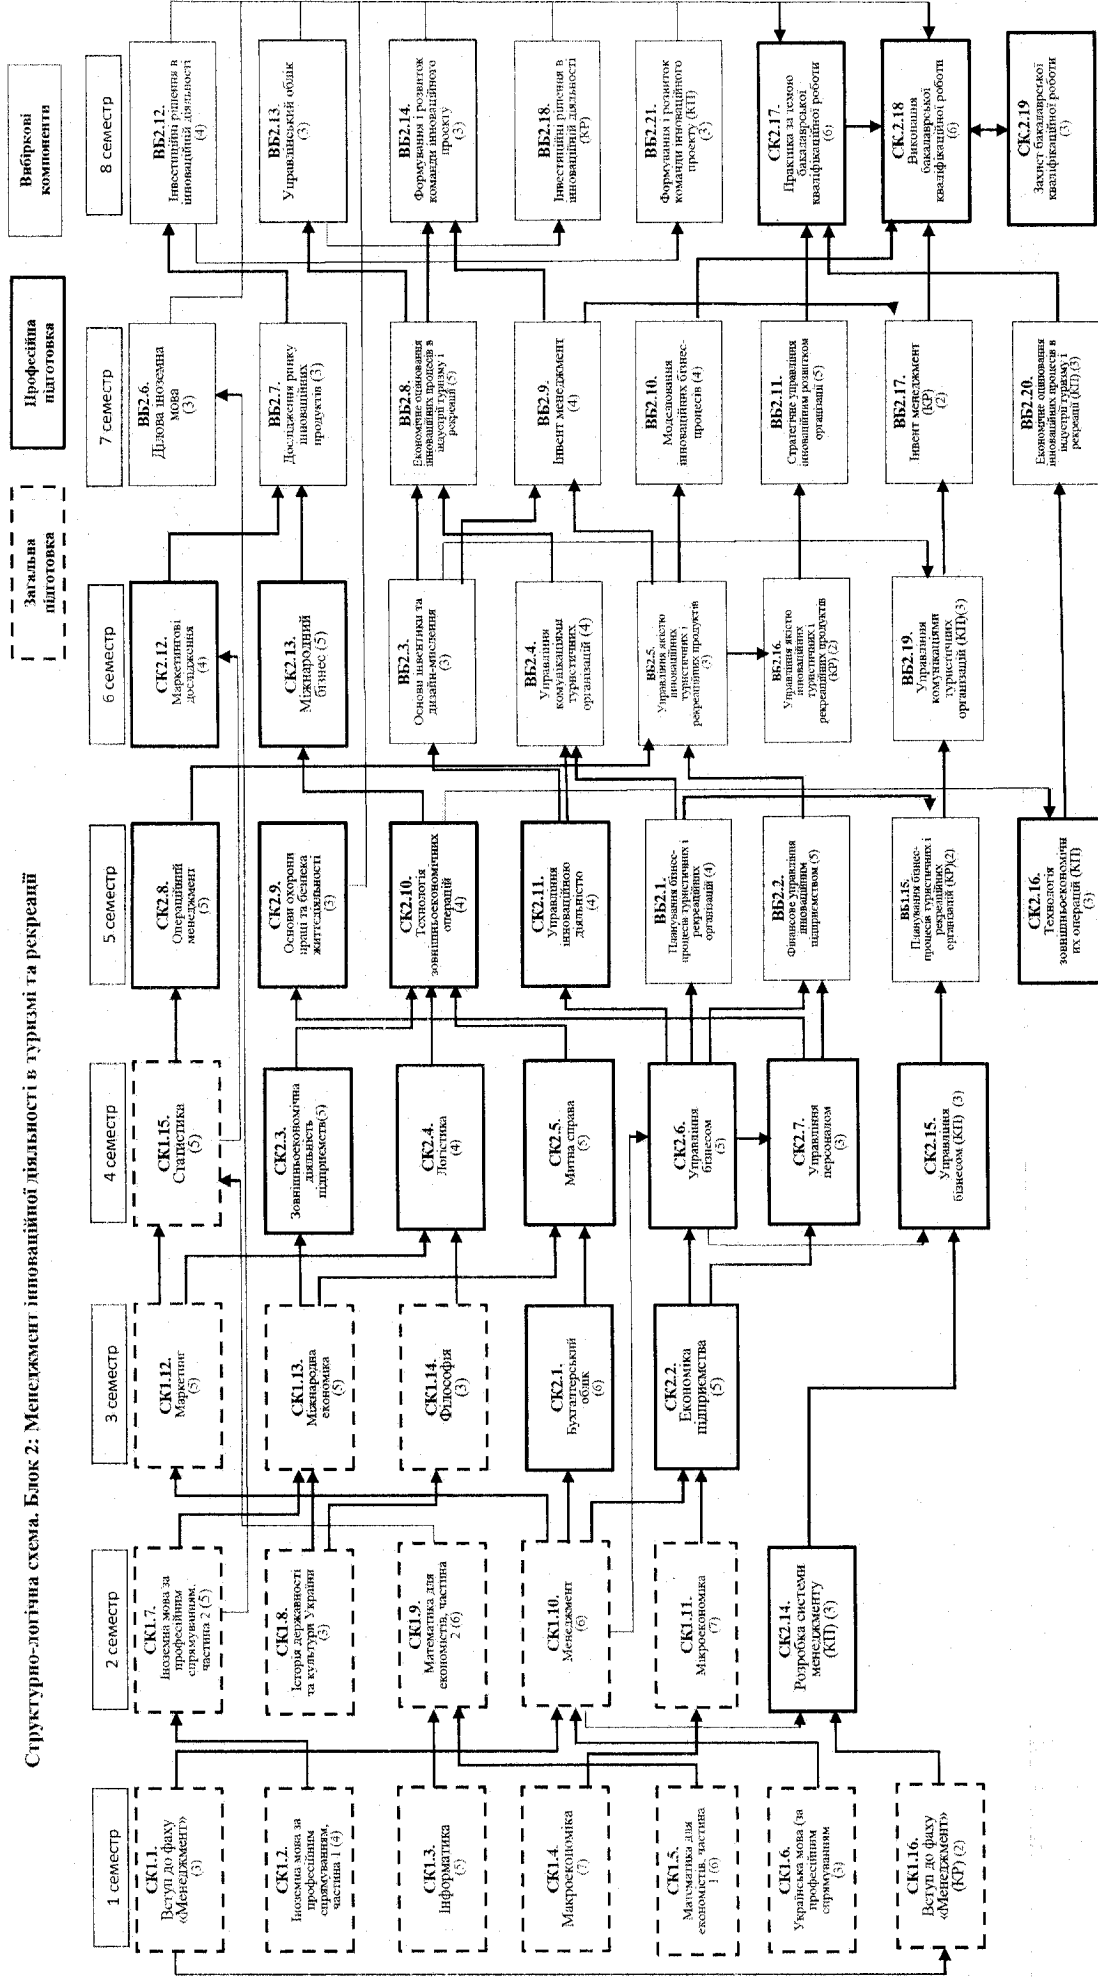 Структурно-логічна схема. Блок 2: Менеджмент інноваційної діяльності в туризмі та рекреації
Загальна
підготовка
Професійна
підготовка
Вибіркові
компоненти
1 семестр
СК1.1.
Вступ до фаху
«Менеджмент»
(3)
СК1.2.
Іноземна мова за
професійним
спрямуванням,
частина 1 (4)
СК1.3.
Інформатика
(5)
СК1.4.
Макроекономіка
(7)
СК1.5.
Математика для
економістів, частина
1 (6)
СК1.6.
Українська мова (за
професійним
спрямуванням
(3)
СК1.16.
Вступ до фаху
«Менеджмент»
(КР) (2)
2 семестр
СК1.7.
Іноземна мова за
професійним
спрямуванням,
частина 2 (5)
СК1.8.
Історія державності
та культури України
(3)
СК1.9.
Математика для
економістів, частина
2 (6)
СК1.10.
Менеджмент
(6)
СК1.11.
Мікроекономіка
(7)
СК2.14.
Розробка системи
менеджменту
(КП) (3)
3 семестр
СК1.12.
Маркетинг
(5)
СК1.13.
Міжнародна
економіка
(5)
СК1.14.
Філософія
(3)
СК2.1.
Бухгалтерський
облік
(6)
СК2.2.
Економіка
підприємства
(5)
4 семестр
СК1.15.
Статистика
(5)
СК2.3.
Зовнішньоекономічна
діяльність
підприємств(5)
СК2.4.
Логістика
(4)
СК2.5.
Митна справа
(5)
СК2.6.
Управління
бізнесом
(5)
СК2.7.
Управління
персоналом
(3)
СК2.15.
Управління
бізнесом (КП) (3)
5 семестр
СК2.8.
Операційний
менеджмент
(5)
СК2.9.
Основи охорони
праці та безпека
життєдіяльності
(3)
СК2.10.
Технологія
зовнішньоекономічних
операцій
(4)
СК2.11.
Управління
інноваційною
діяльністю
(4)
ВБ2.1.
Планування бізнес-
процесів туристичних і
рекреаційних
організацій (4)
ВБ2.2.
Фінансове управління
інноваційним
підприємством (5)
ВБ1.15.
Планування бізнес-
процесів туристичних і
рекреаційних
організацій (КР)(2)
СК2.16.
Технологія
зовнішньоекономічн
их операцій (КП)
(3)
6 семестр
СК2.12.
Маркетингові
дослідження
(4)
СК2.13.
Міжнародний
бізнес (5)
ВБ2.3.
Основи інвентики та
дизайн-мислення
(3)
ВБ2.4.
Управління
комунікаціями
туристичних
організацій (4)
ВБ2.5.
Управління якістю
інноваційних
туристичних і
рекреаційних продуктів
(3)
ВБ2.16.
Управління якістю
інноваційних
туристичних і
рекреаційних продуктів
(КР) (2)
ВБ2.19.
Управління
комунікаціями
туристичних
організацій (КП)(3)
7 семестр
ВБ2.6.
Ділова іноземна
мова
(3)
ВБ2.7.
Дослідження ринку
інноваційних
продуктів (3)
ВБ2.8.
Економічне оцінювання
інноваційних процесів в
індустрії туризму і
рекреації (5)
ВБ2.9.
Івент менеджмент
(4)
ВБ2.10.
Моделювання
інноваційних бізнес-
процесів (4)
ВБ2.11.
Стратегічне управління
інноваційним розвитком
організації (5)
ВБ2.17.
Івент менеджмент
(КР)
(2)
ВБ2.20.
Економічне оцінювання
інноваційних процесів в
індустрії туризму і
рекреації (КП) (3)
8 семестр
ВБ2.12.
Інвестиційні рішення в
інноваційній діяльності
(4)
ВБ2.13.
Управлінський облік
(3)
ВБ2.14.
Формування і розвиток
команди інноваційного
проєкту
(3)
ВБ2.18.
Інвестиційні рішення в
інноваційній діяльності
(КР)
ВБ2.21.
Формування і розвиток
команди інноваційного
проєкту (КП)
(3)
СК2.17.
Практика за темою
бакалаврської
кваліфікаційної роботи
(6)
СК2.18
Виконання
бакалаврської
кваліфікаційної роботи
(6)
СК2.19
Захист бакалаврської
кваліфікаційної роботи
(3)